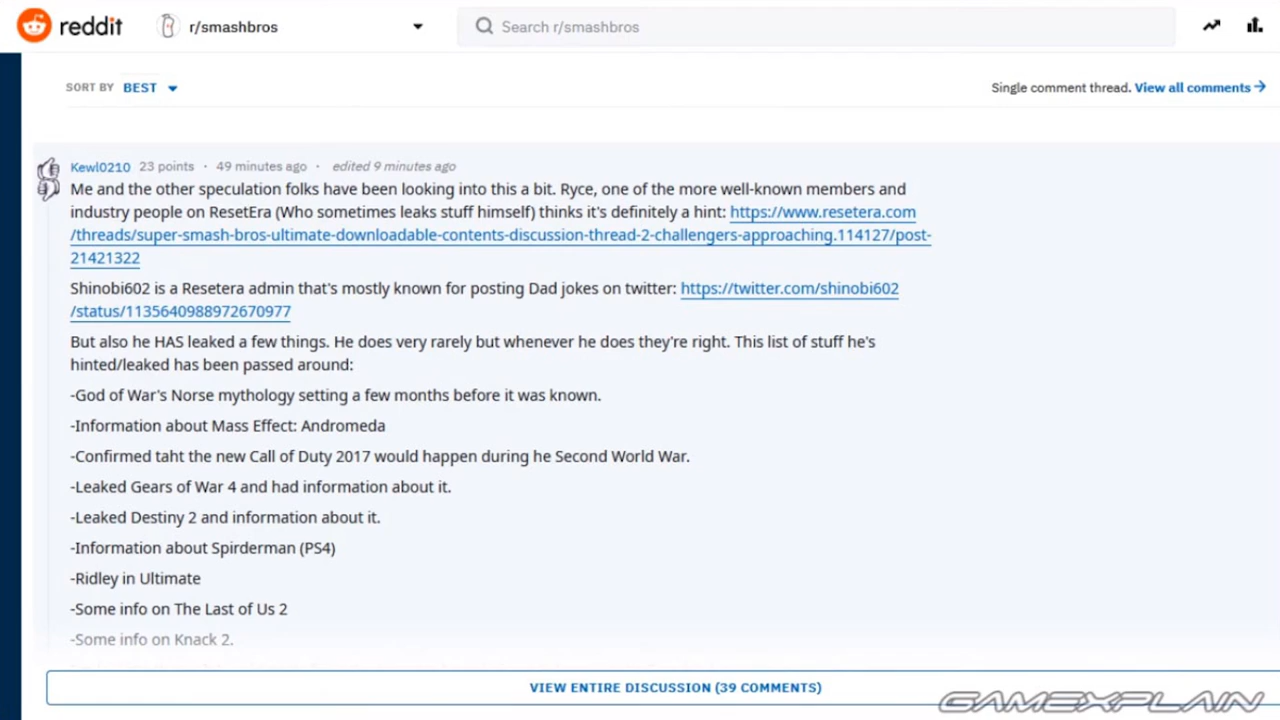 reddit r/smashbros Search r/smashbros
SORT BY BEST Single comment thread. View all comments
Kewl0210 23 points · 49 minutes ago · edited 9 minutes ago
Me and the other speculation folks have been looking into this a bit. Ryce, one of the more well-known members and
industry people on ResetEra (Who sometimes leaks stuff himself) thinks it's definitely a hint: https://www.resetera.com
/threads/super-smash-bros-ultimate-downloadable-contents-discussion-thread-2-challengers-approaching.114127/post-
21421322
Shinobi602 is a Resetera admin that's mostly known for posting Dad jokes on twitter: https://twitter.com/shinobi602
/status/1135640988972670977
But also he HAS leaked a few things. He does very rarely but whenever he does they're right. This list of stuff he's
hinted/leaked has been passed around:
-God of War's Norse mythology setting a few months before it was known.
-Information about Mass Effect: Andromeda
-Confirmed taht the new Call of Duty 2017 would happen during he Second World War.
-Leaked Gears of War 4 and had information about it.
-Leaked Destiny 2 and information about it.
-Information about Spirderman (PS4)
-Ridley in Ultimate
-Some info on The Last of Us 2
-Some info on Knack 2.
VIEW ENTIRE DISCUSSION (39 COMMENTS)
GAMEXPLAIN